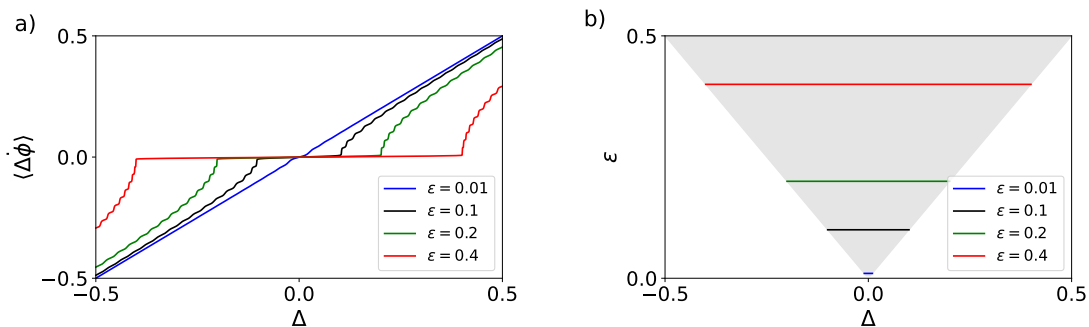 a)
0.5
0.0
−0.5
⟨Δϕ̇⟩
−0.5
0.0
0.5
Δ
ε = 0.01
ε = 0.1
ε = 0.2
ε = 0.4
b)
0.5
0.0
ε
−0.5
0.0
0.5
Δ
ε = 0.01
ε = 0.1
ε = 0.2
ε = 0.4